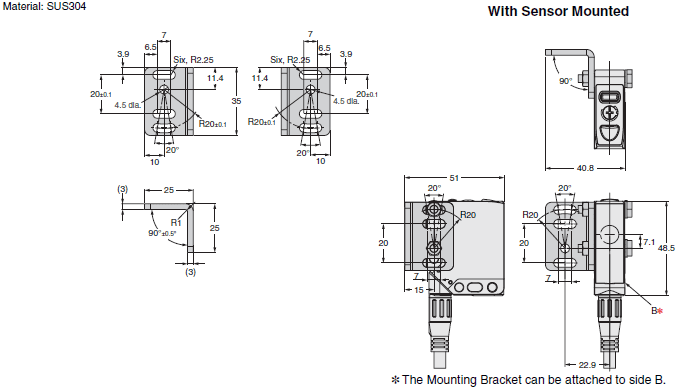 Material: SUS304
With Sensor Mounted
7
6.5
3.9
Six, R2.25
11.4
20±0.1
4.5 dia.
35
R20±0.1
20°
10
7
6.5
Six, R2.25
3.9
11.4
20±0.1
4.5 dia.
R20±0.1
20°
10
90°
40.8
(3)
25
R1
25
90°±0.5°
(3)
51
20°
R20
20
7
15
20°
R20
20
7
7.1
48.5
B*
22.9
* The Mounting Bracket can be attached to side B.